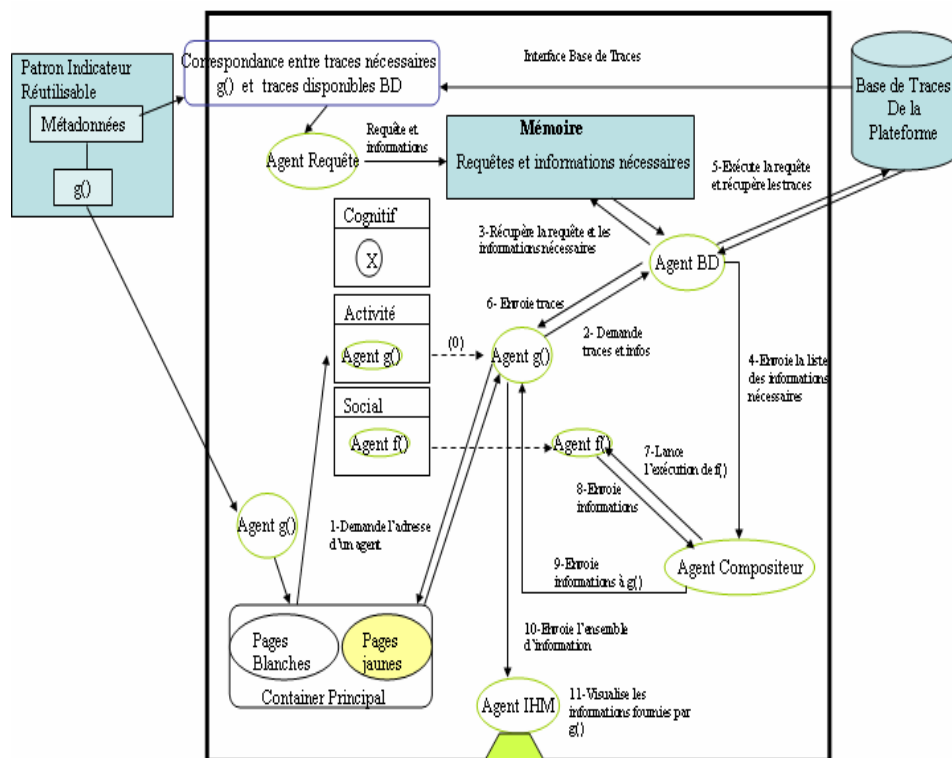 Patron Indicateur
Réutilisable
Métadonnées
g()
Correspondance entre traces nécessaires
g() et traces disponibles BD
Interface Base de Traces
Base de Traces
De la
Plateforme
Agent Requête
Requête et
informations
Mémoire
Requêtes et informations nécessaires
5-Exécute la requête
et récupère les traces
Cognitif
X
3-Récupère la requête et les
informations nécessaires
Agent BD
Activité
Agent g()
(0)
Agent g()
6- Envoie traces
2- Demande
traces et infos
4-Envoie la liste
des informations
nécessaires
Social
Agent f()
Agent f()
7-Lance
l'exécution de f()
8-Envoie
informations
Agent g()
1-Demande l'adresse
d'un agent
9-Envoie
informations à g()
Agent Compositeur
Pages
Blanches
Pages
jaunes
Container Principal
10-Envoie l'ensemble
d'information
Agent IHM
11-Visualise les
informations fournies par
g()